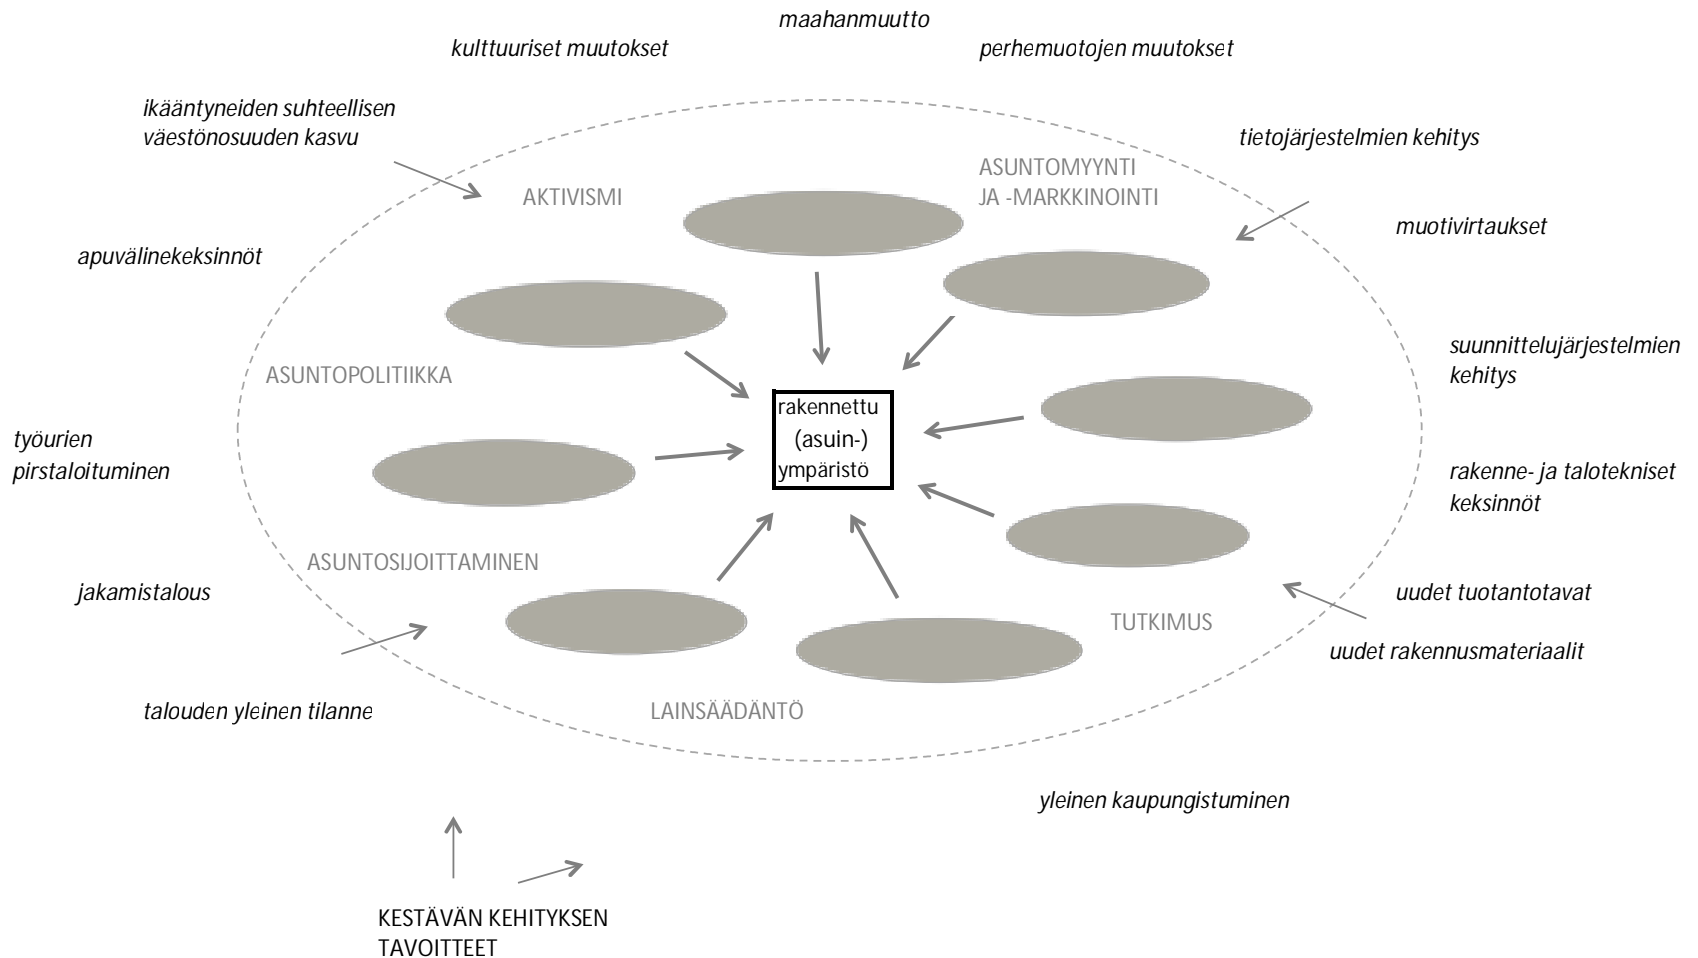 maahanmuutto
kulttuuriset muutokset
perhemuotojen muutokset
ikääntyneiden suhteellisen
väestönosuuden kasvu
tietojärjestelmien kehitys
ASUNTOMYYNTI
JA -MARKKINOINTI
AKTIVISMI
muotivirtaukset
apuvälinekeksinnöt
suunnittelujärjestelmien
kehitys
ASUNTOPOLITIIKKA
rakennettu
(asuin-)
ympäristö
työurien
pirstaloituminen
rakenne- ja talotekniset
keksinnöt
ASUNTOSIJOITTAMINEN
jakamistalous
uudet tuotantotavat
TUTKIMUS
uudet rakennusmateriaalit
talouden yleinen tilanne
LAINSÄÄDÄNTÖ
yleinen kaupungistuminen
KESTÄVÄN KEHITYKSEN
TAVOITTEET